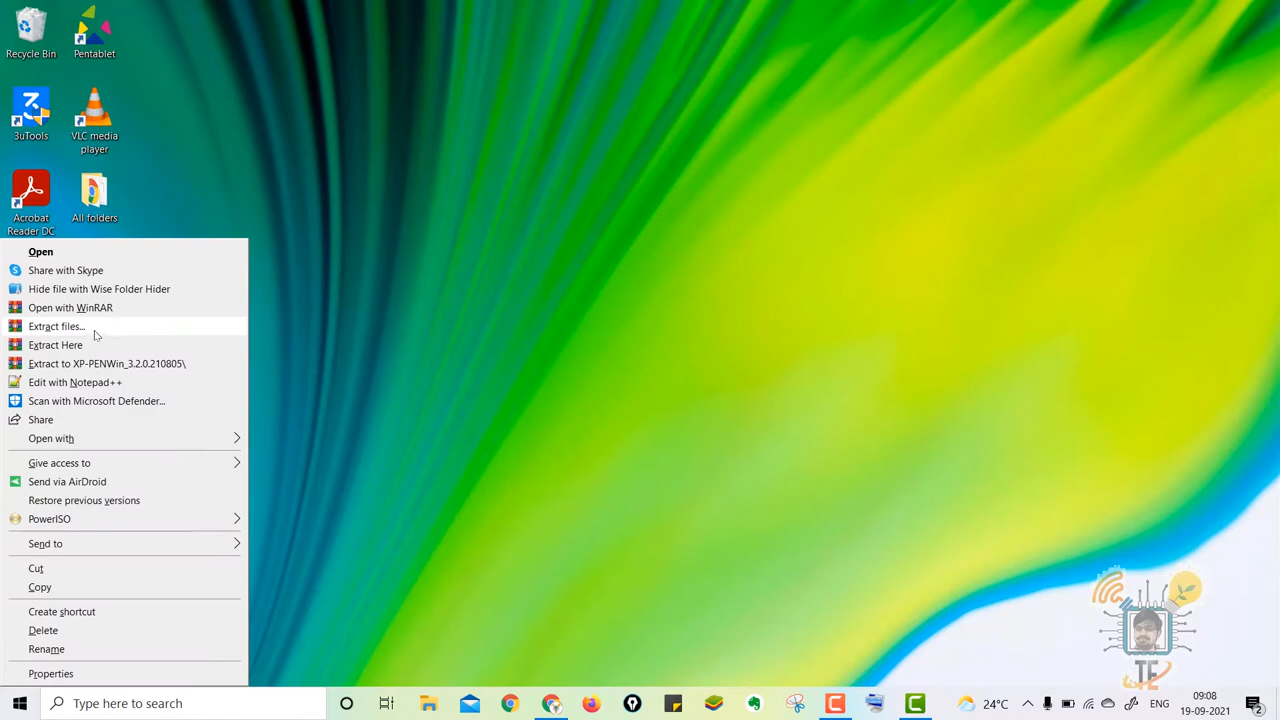 Recycle Bin
Pentablet
3uTools
VLC media
player
Acrobat
Reader DC
All folders
Open
Share with Skype
Hide file with Wise Folder Hider
Open with WinRAR
Extract files...
Extract Here
Extract to XP-PENWin_3.2.0.210805\
Edit with Notepad++
Scan with Microsoft Defender...
Share
Open with
Give access to
Send via AirDroid
Restore previous versions
PowerISO
Send to
Cut
Copy
Create shortcut
Delete
Rename
Properties
TE
Type here to search
24°C
ENG
09:08
19-09-2021
2